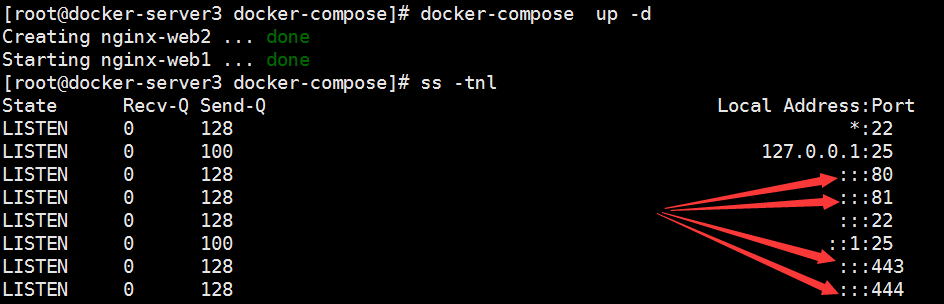 [root@docker-server3 docker-compose]# docker-compose  up -d
Creating nginx-web2 ... done
Starting nginx-web1 ... done
[root@docker-server3 docker-compose]# ss -tnl
State      Recv-Q Send-Q                                         Local Address:Port
LISTEN     0      128                                                        *:22
LISTEN     0      100                                                127.0.0.1:25
LISTEN     0      128                                                       :::80
LISTEN     0      128                                                       :::81
LISTEN     0      128                                                       :::22
LISTEN     0      100                                                      ::1:25
LISTEN     0      128                                                       :::443
LISTEN     0      128                                                       :::444